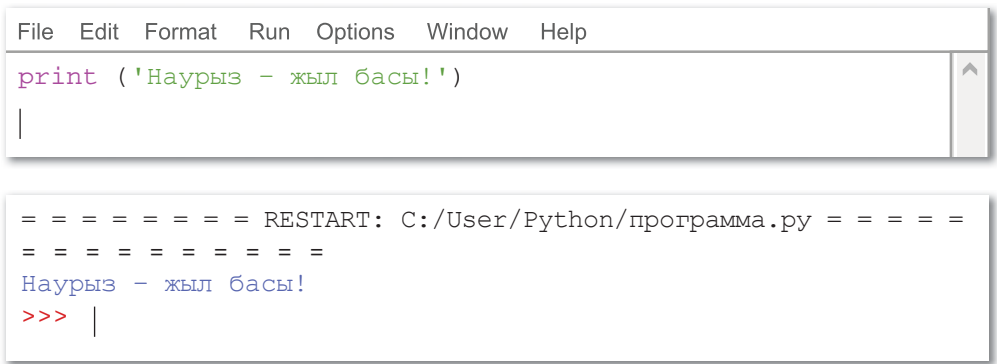 File Edit Format Run Options Window Help
print ('Наурыз – жыл басы!')
= = = = = = = = RESTART: C:/User/Python/программа.py = = = = =
= = = = = = = = = =
Наурыз – жыл басы!
>>>